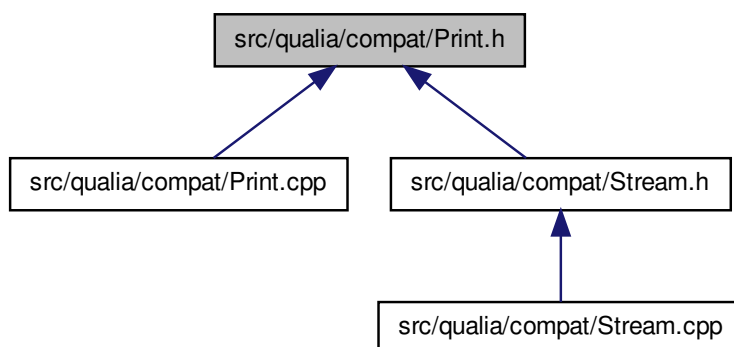 src/qualia/compat/Print.h
src/qualia/compat/Print.cpp
src/qualia/compat/Stream.h
src/qualia/compat/Stream.cpp